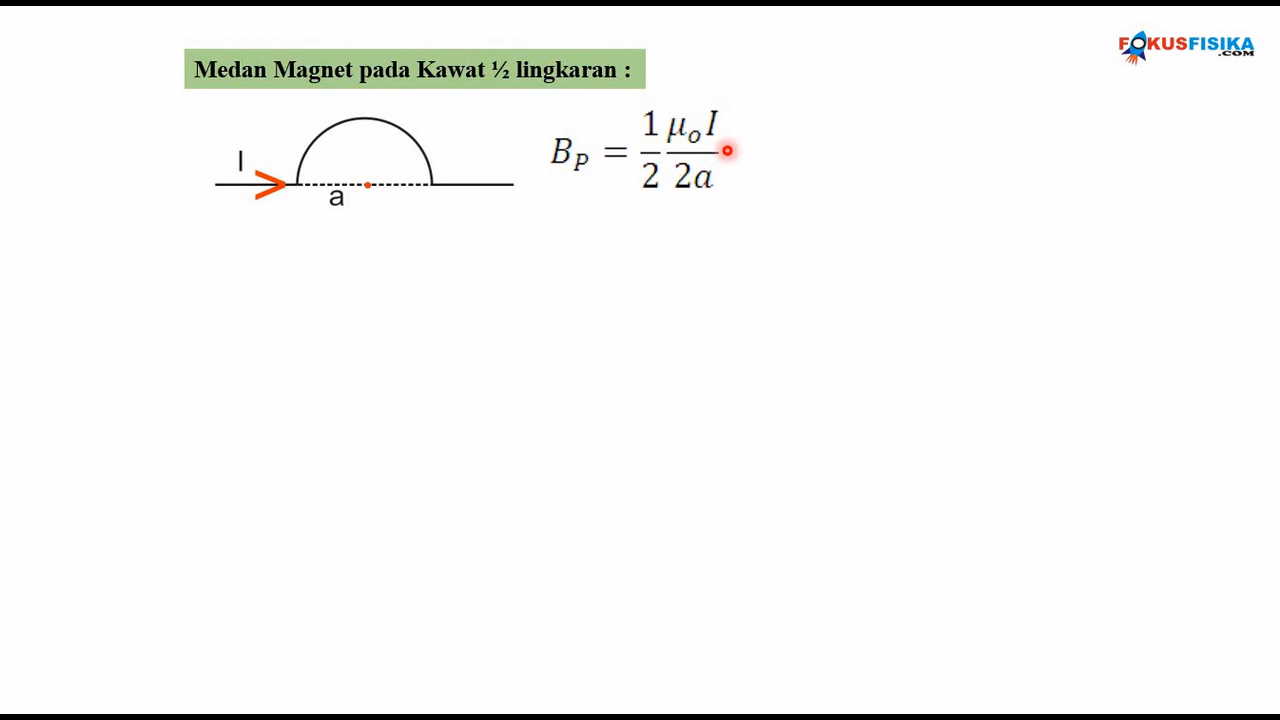 FOKUSFISIKA
.COM
Medan Magnet pada Kawat ½ lingkaran :
I
a
B_P = 1/2 μ_o I / 2a